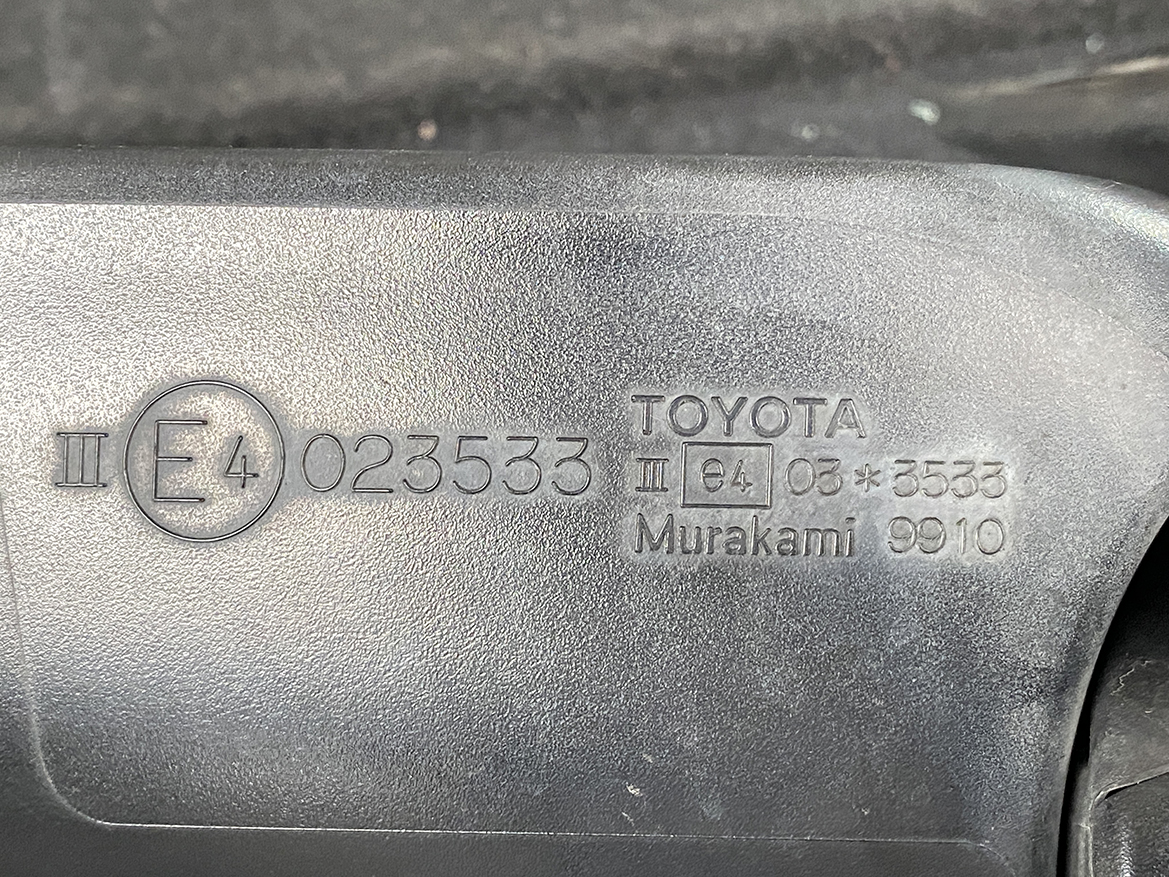 III E4 023533
TOYOTA
III e4 03*3533
Murakami 9910